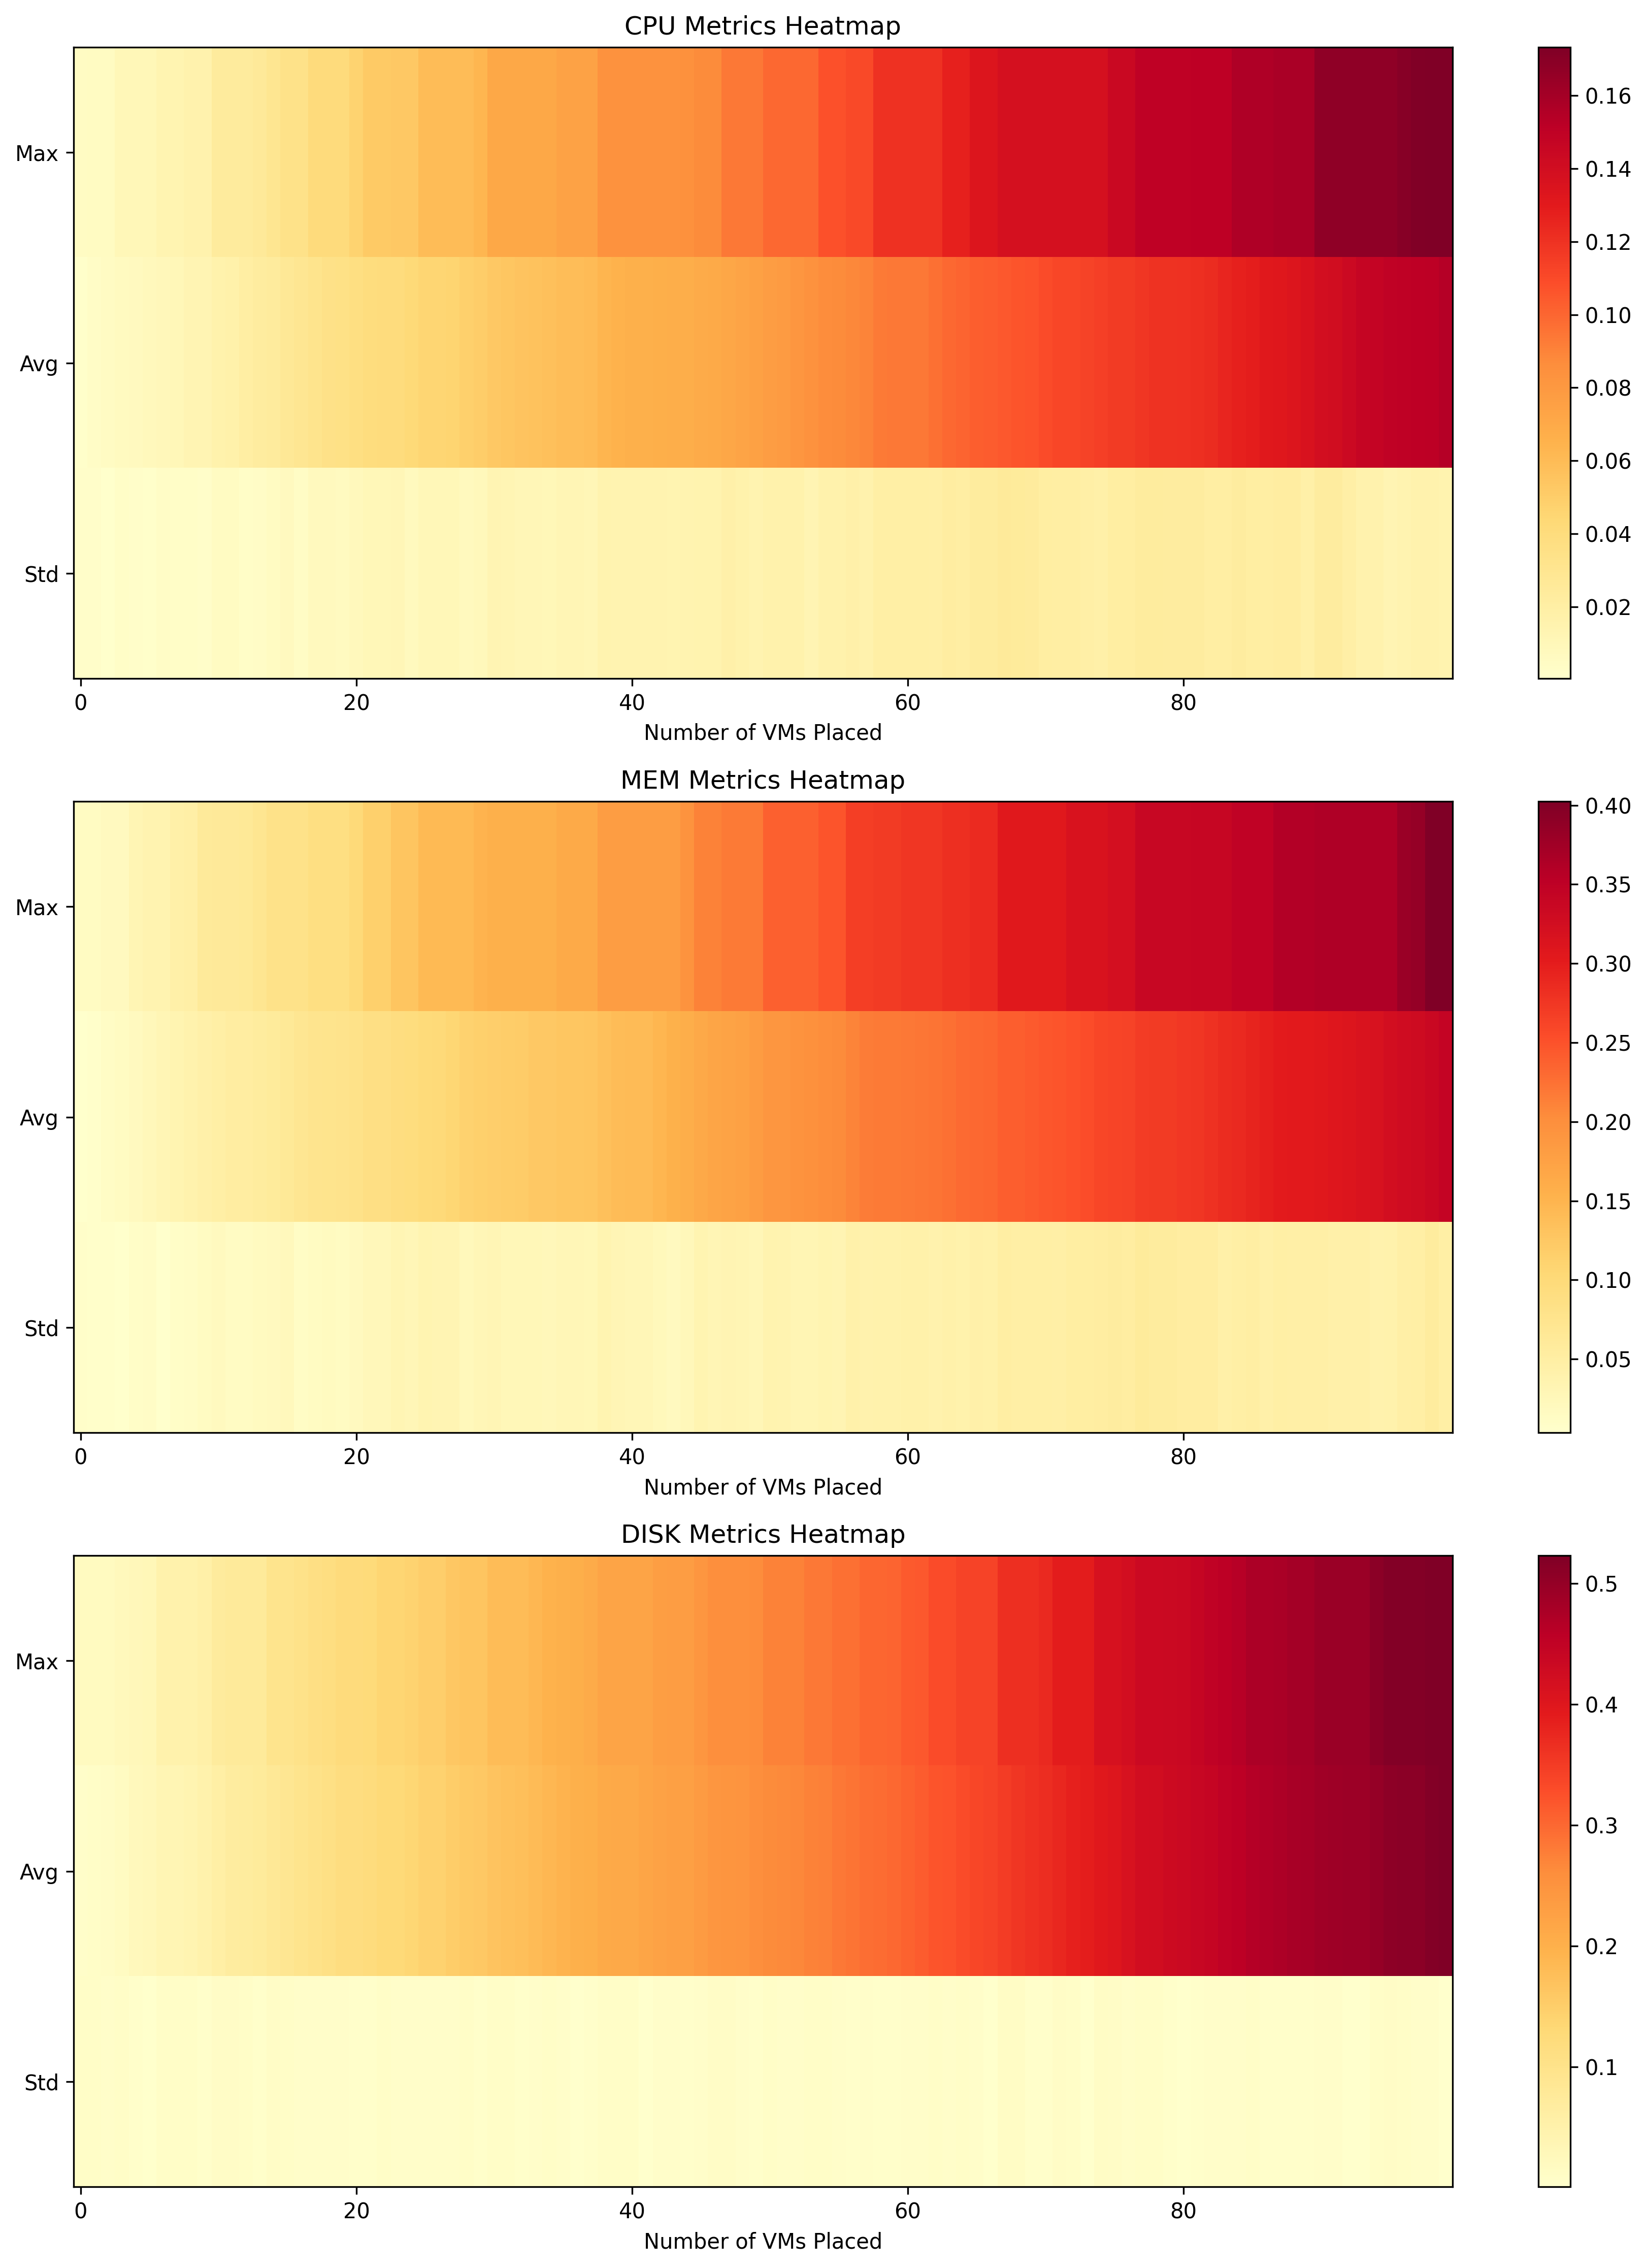 CPU Metrics Heatmap
Max
Avg
Std
0 20 40 60 80
Number of VMs Placed
0.16
0.14
0.12
0.10
0.08
0.06
0.04
0.02
MEM Metrics Heatmap
Max
Avg
Std
0 20 40 60 80
Number of VMs Placed
0.40
0.35
0.30
0.25
0.20
0.15
0.10
0.05
DISK Metrics Heatmap
Max
Avg
Std
0 20 40 60 80
Number of VMs Placed
0.5
0.4
0.3
0.2
0.1